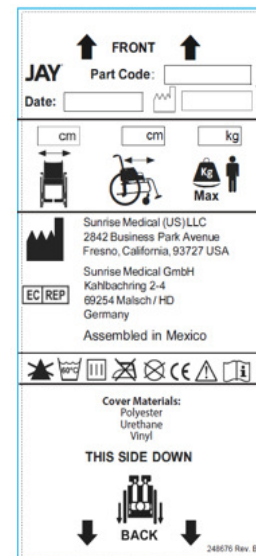 FRONT
JAY Part Code:
Date:
cm cm kg
Kg
Max
Sunrise Medical (US) LLC
2842 Business Park Avenue
Fresno, California, 93727 USA
Sunrise Medical GmbH
Kahlbachring 2-4
EC REP 69254 Malsch / HD
Germany
Assembled in Mexico
60°C CE i
Cover Materials:
Polyester
Urethane
Vinyl
THIS SIDE DOWN
BACK
248676 Rev. B